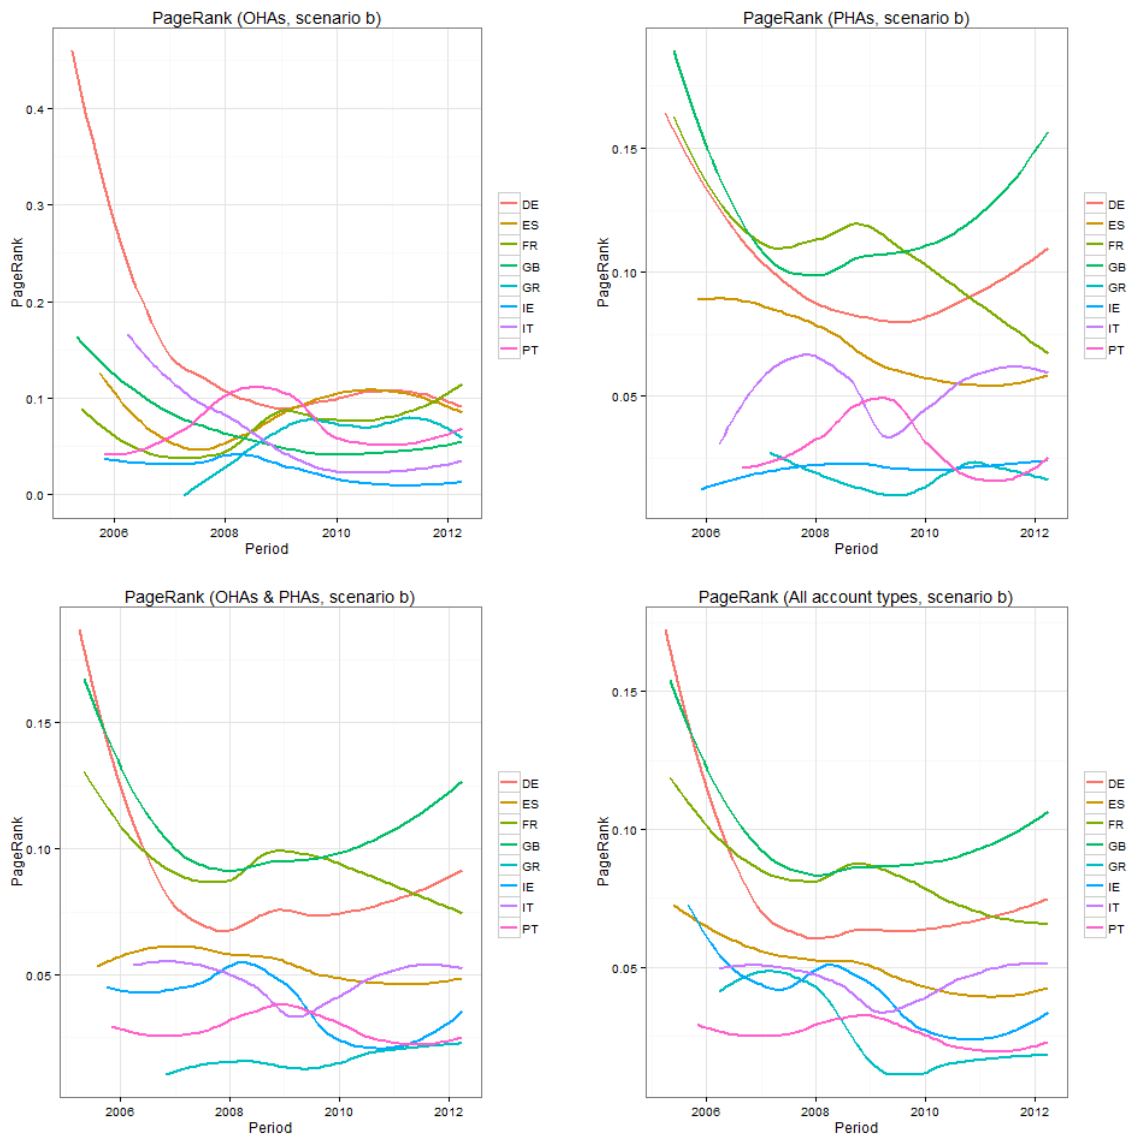 PageRank (OHAs, scenario b)
PageRank
0.4
0.3
0.2
0.1
0.0
2006 2008 2010 2012
Period
DE
ES
FR
GB
GR
IE
IT
PT
PageRank (PHAs, scenario b)
PageRank
0.15
0.10
0.05
2006 2008 2010 2012
Period
DE
ES
FR
GB
GR
IE
IT
PT
PageRank (OHAs & PHAs, scenario b)
PageRank
0.15
0.10
0.05
2006 2008 2010 2012
Period
DE
ES
FR
GB
GR
IE
IT
PT
PageRank (All account types, scenario b)
PageRank
0.15
0.10
0.05
2006 2008 2010 2012
Period
DE
ES
FR
GB
GR
IE
IT
PT